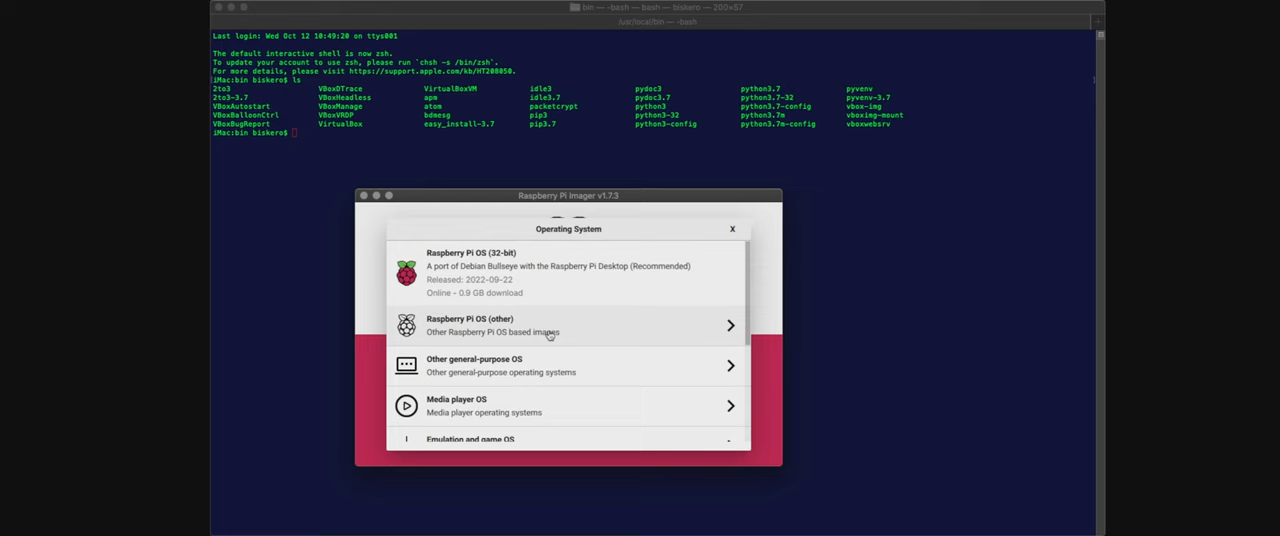 bin — -bash — bash — biskero — 200×57
/usr/local/bin — -bash
Last login: Wed Oct 12 10:49:20 on ttys001
The default interactive shell is now zsh.
To update your account to use zsh, please run `chsh -s /bin/zsh`.
For more details, please visit https://support.apple.com/kb/HT208050.
iMac:bin biskero$ ls
2to3 VBoxDTrace VirtualBoxVM idle3 pydoc3 python3.7 pyvenv
2to3-3.7 VBoxHeadless apm idle3.7 pydoc3.7 python3.7-32 pyvenv-3.7
VBoxAutostart VBoxManage atom packetcrypt python3 python3.7-config vbox-img
VBoxBalloonCtrl VBoxVRDP bdmesg pip3 python3-32 python3.7m vboximg-mount
VBoxBugReport VirtualBox easy_install-3.7 pip3.7 python3-config python3.7m-config vboxwebsrv
iMac:bin biskero$
Raspberry Pi Imager v1.7.3
Operating System X
Raspberry Pi OS (32-bit)
A port of Debian Bullseye with the Raspberry Pi Desktop (Recommended)
Released: 2022-09-22
Online - 0.9 GB download
Raspberry Pi OS (other)
Other Raspberry Pi OS based images
Other general-purpose OS
Other general-purpose operating systems
Media player OS
Media player operating systems
Emulation and game OS